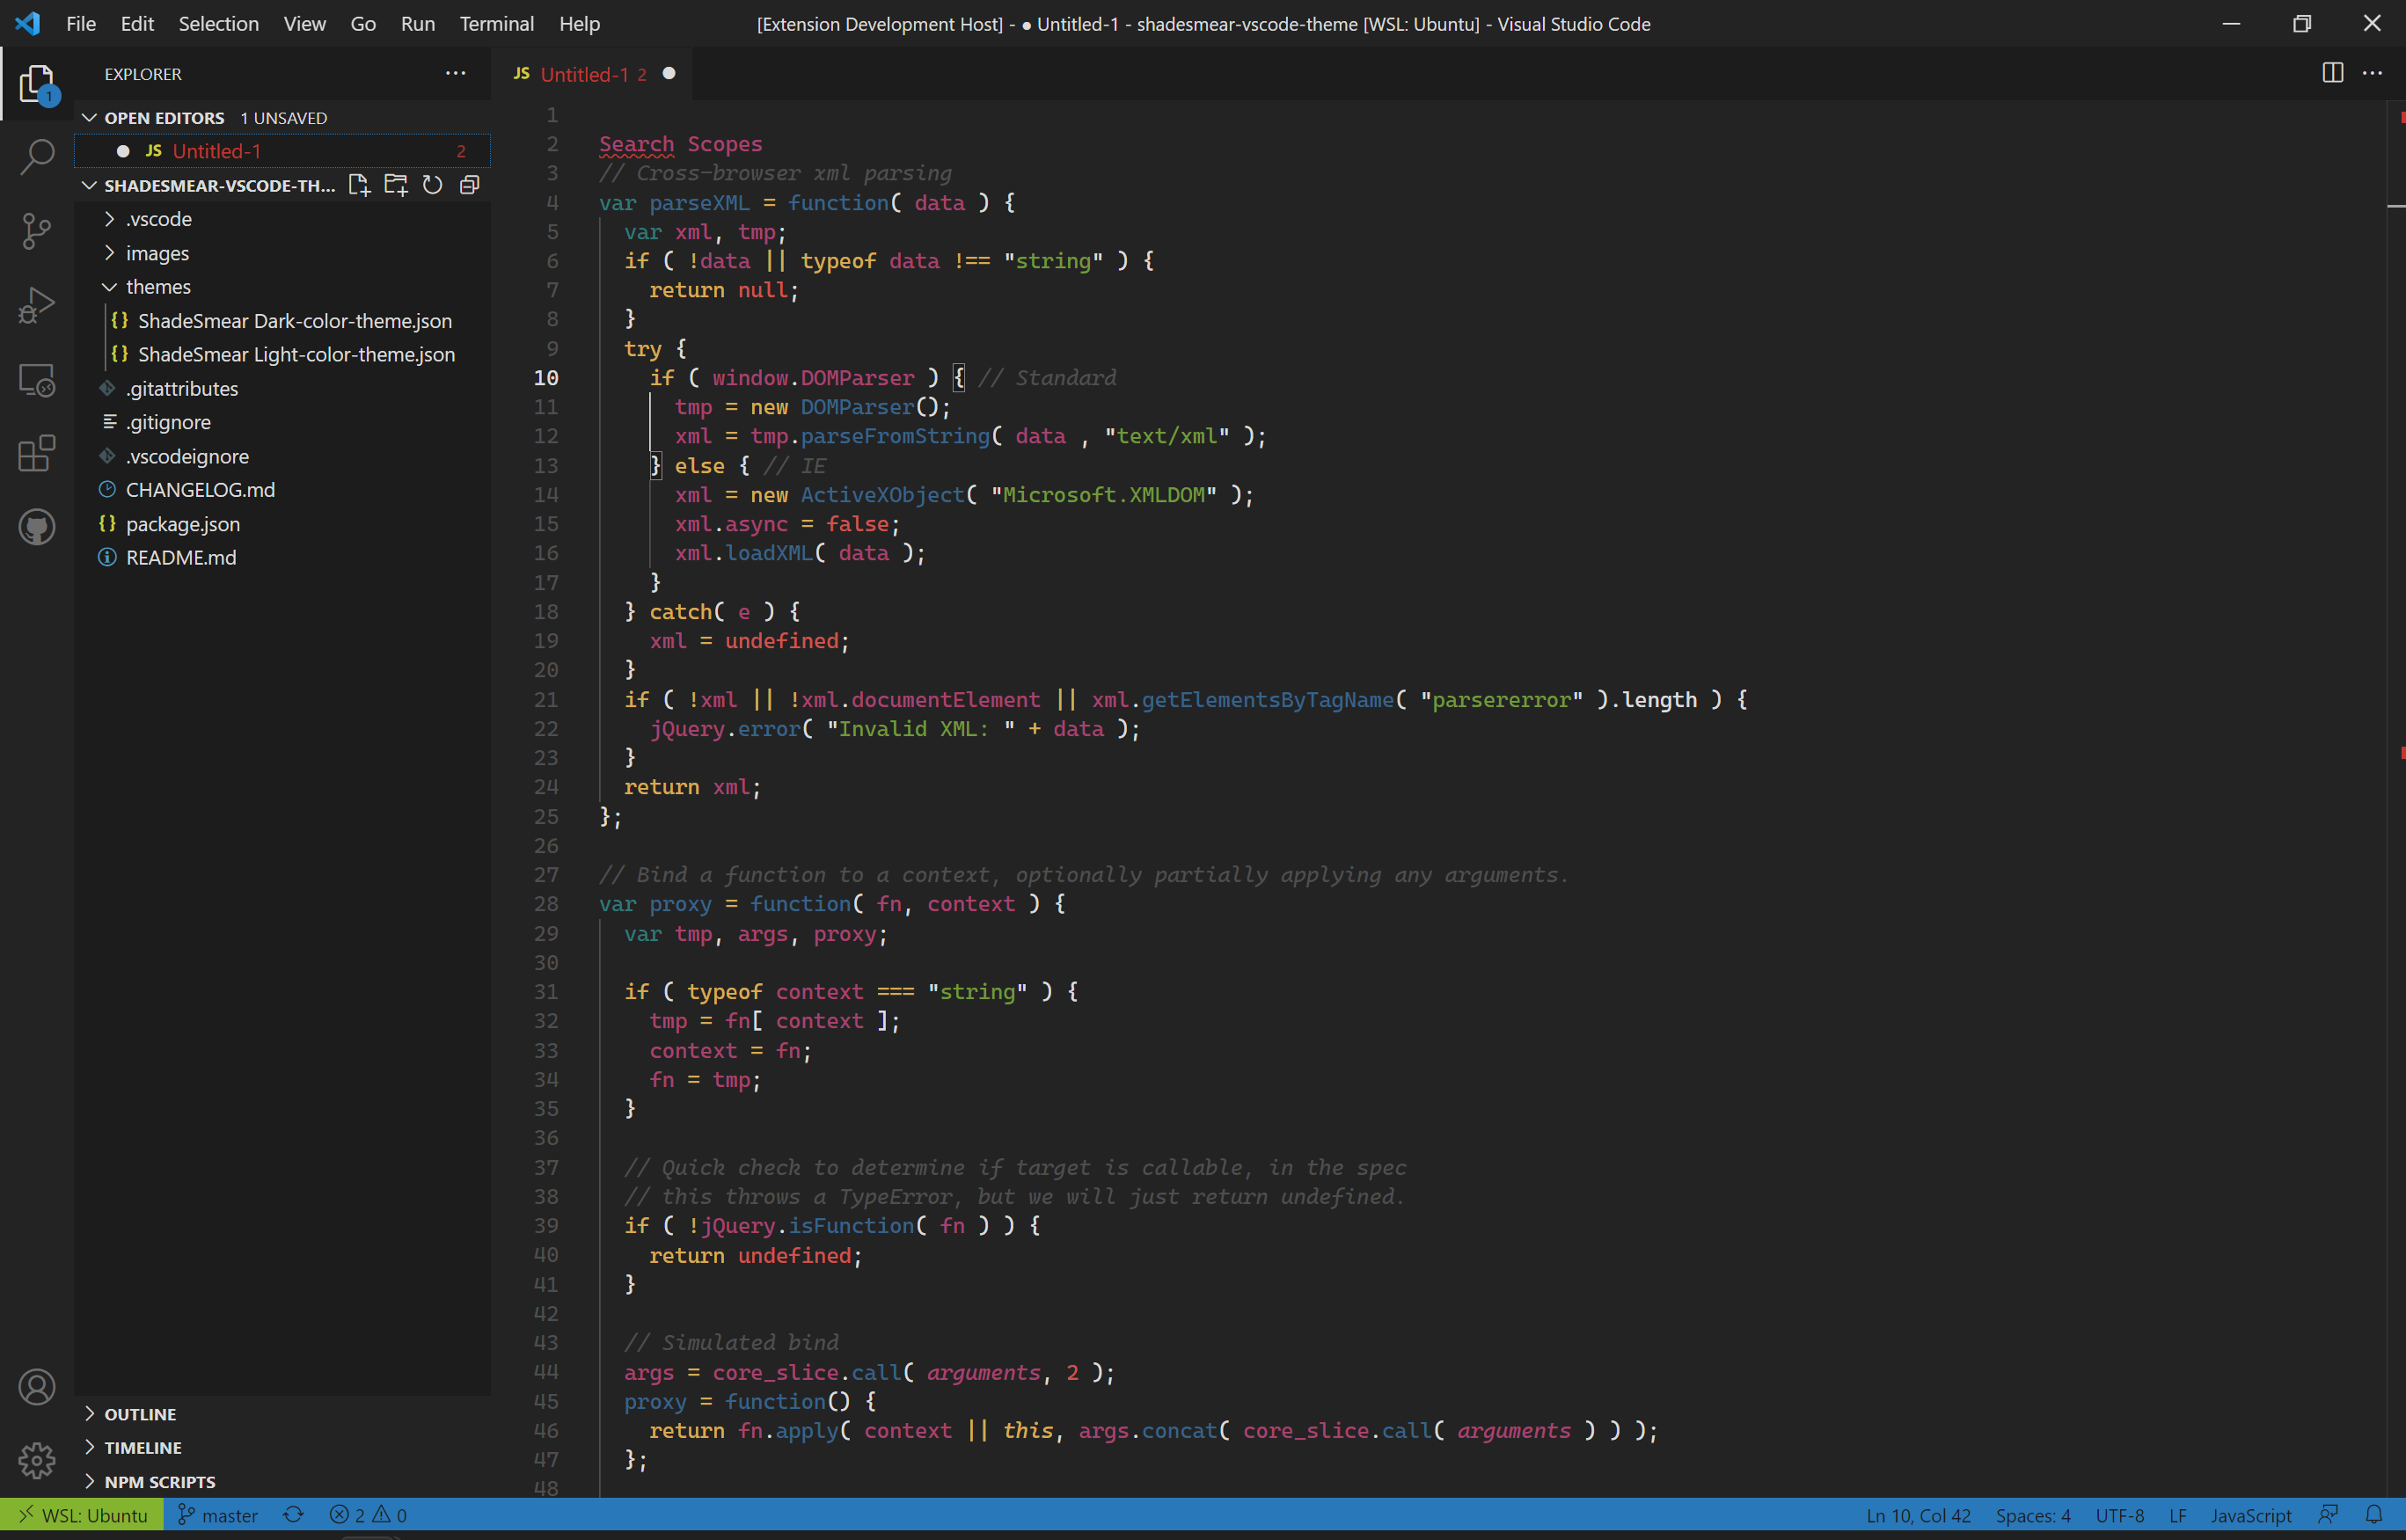 File Edit Selection View Go Run Terminal Help
[Extension Development Host] - ● Untitled-1 - shadesmear-vscode-theme [WSL: Ubuntu] - Visual Studio Code
1
EXPLORER
OPEN EDITORS 1 UNSAVED
JS Untitled-1 2
SHADESMEAR-VSCODE-TH...
.vscode
images
themes
{} ShadeSmear Dark-color-theme.json
{} ShadeSmear Light-color-theme.json
.gitattributes
.gitignore
.vscodeignore
CHANGELOG.md
{} package.json
README.md
OUTLINE
TIMELINE
NPM SCRIPTS
JS Untitled-1 2 ●
1
2 Search Scopes
3 // Cross-browser xml parsing
4 var parseXML = function( data ) {
5 var xml, tmp;
6 if ( !data || typeof data !== "string" ) {
7 return null;
8 }
9 try {
10 if ( window.DOMParser ) { // Standard
11 tmp = new DOMParser();
12 xml = tmp.parseFromString( data , "text/xml" );
13 } else { // IE
14 xml = new ActiveXObject( "Microsoft.XMLDOM" );
15 xml.async = false;
16 xml.loadXML( data );
17 }
18 } catch( e ) {
19 xml = undefined;
20 }
21 if ( !xml || !xml.documentElement || xml.getElementsByTagName( "parsererror" ).length ) {
22 jQuery.error( "Invalid XML: " + data );
23 }
24 return xml;
25 };
26
27 // Bind a function to a context, optionally partially applying any arguments.
28 var proxy = function( fn, context ) {
29 var tmp, args, proxy;
30
31 if ( typeof context === "string" ) {
32 tmp = fn[ context ];
33 context = fn;
34 fn = tmp;
35 }
36
37 // Quick check to determine if target is callable, in the spec
38 // this throws a TypeError, but we will just return undefined.
39 if ( !jQuery.isFunction( fn ) ) {
40 return undefined;
41 }
42
43 // Simulated bind
44 args = core_slice.call( arguments, 2 );
45 proxy = function() {
46 return fn.apply( context || this, args.concat( core_slice.call( arguments ) ) );
47 };
48
WSL: Ubuntu master 2 0 Ln 10, Col 42 Spaces: 4 UTF-8 LF JavaScript